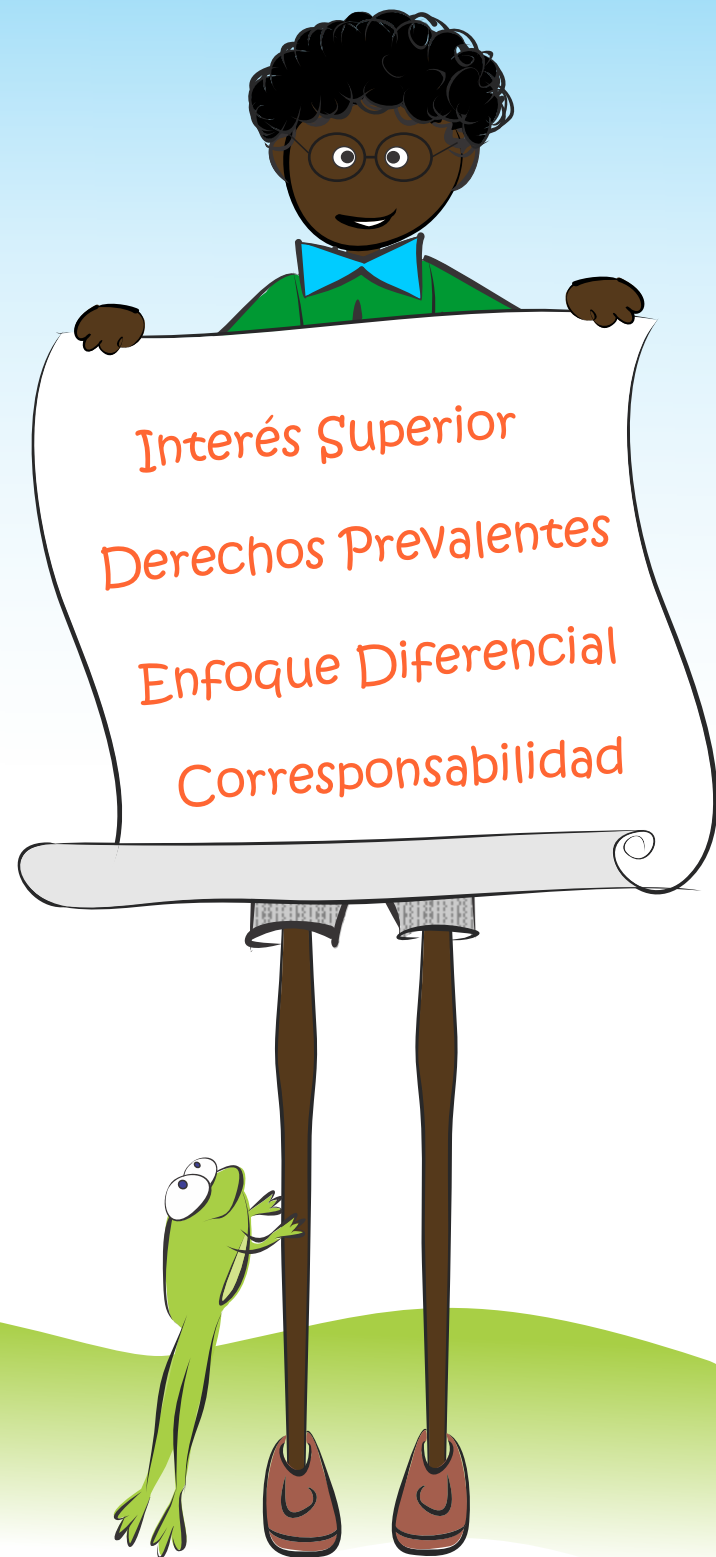 Interés Superior
Derechos Prevalentes
Enfoque Diferencial
Corresponsabilidad